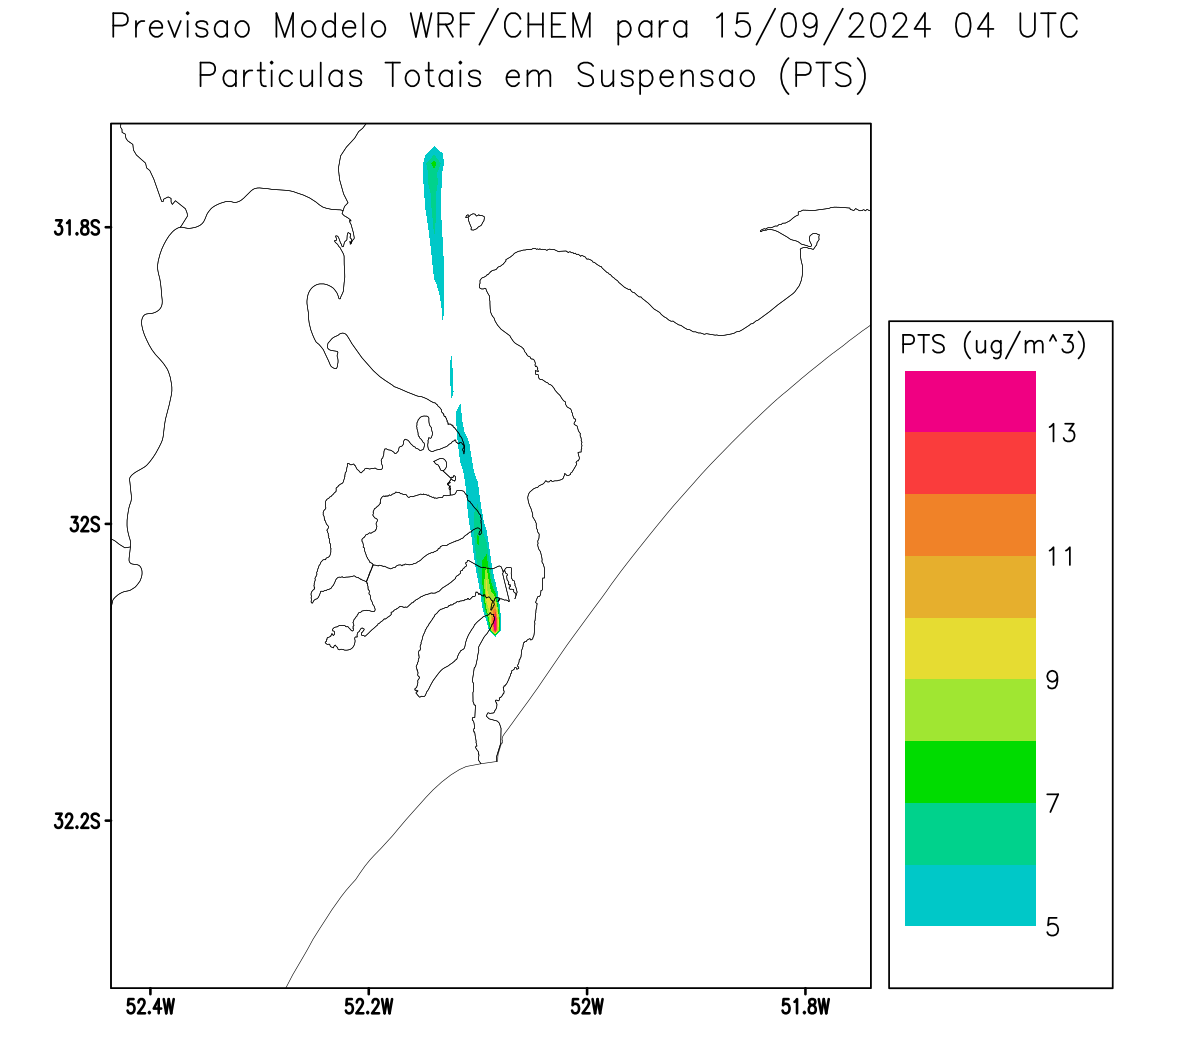 Previsao Modelo WRF/CHEM para 15/09/2024 04 UTC
Particulas Totais em Suspensao (PTS)
31.8S
32S
32.2S
52.4W
52.2W
52W
51.8W
PTS (ug/m^3)
13
11
9
7
5